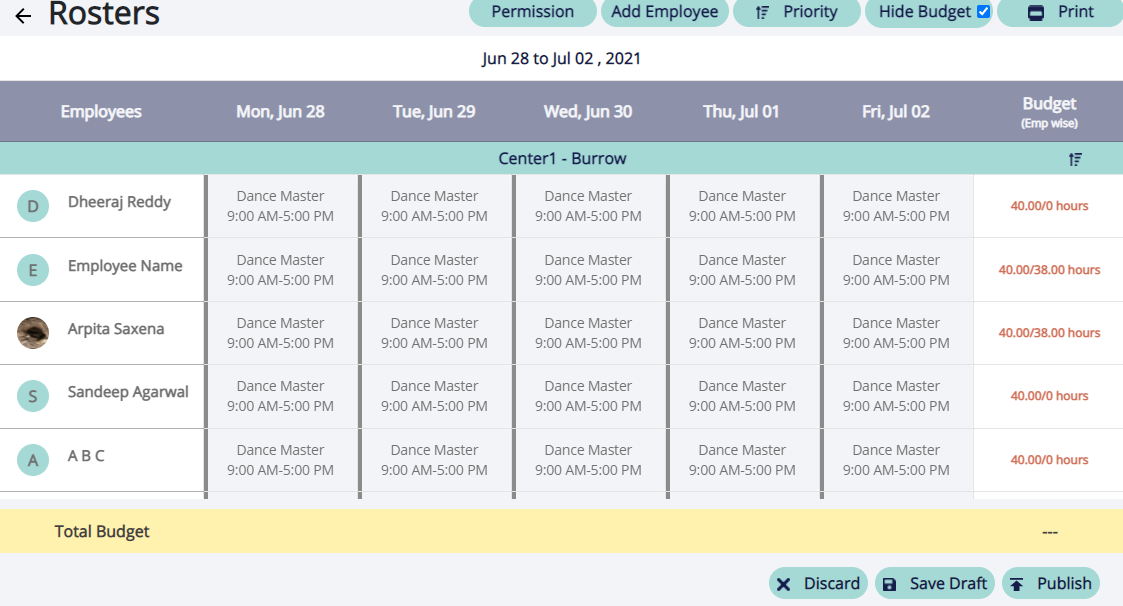 Rosters
Permission
Add Employee
Priority
Hide Budget
Print
Jun 28 to Jul 02 , 2021
Employees Mon, Jun 28 Tue, Jun 29 Wed, Jun 30 Thu, Jul 01 Fri, Jul 02 Budget
(Emp wise)
Center1 - Burrow
D Dheeraj Reddy Dance Master Dance Master Dance Master Dance Master Dance Master
9:00 AM-5:00 PM 9:00 AM-5:00 PM 9:00 AM-5:00 PM 9:00 AM-5:00 PM 9:00 AM-5:00 PM
40.00/0 hours
E Employee Name Dance Master Dance Master Dance Master Dance Master Dance Master
9:00 AM-5:00 PM 9:00 AM-5:00 PM 9:00 AM-5:00 PM 9:00 AM-5:00 PM 9:00 AM-5:00 PM
40.00/38.00 hours
Arpita Saxena Dance Master Dance Master Dance Master Dance Master Dance Master
9:00 AM-5:00 PM 9:00 AM-5:00 PM 9:00 AM-5:00 PM 9:00 AM-5:00 PM 9:00 AM-5:00 PM
40.00/38.00 hours
S Sandeep Agarwal Dance Master Dance Master Dance Master Dance Master Dance Master
9:00 AM-5:00 PM 9:00 AM-5:00 PM 9:00 AM-5:00 PM 9:00 AM-5:00 PM 9:00 AM-5:00 PM
40.00/0 hours
A A B C Dance Master Dance Master Dance Master Dance Master Dance Master
9:00 AM-5:00 PM 9:00 AM-5:00 PM 9:00 AM-5:00 PM 9:00 AM-5:00 PM 9:00 AM-5:00 PM
40.00/0 hours
Total Budget ---
Discard
Save Draft
Publish